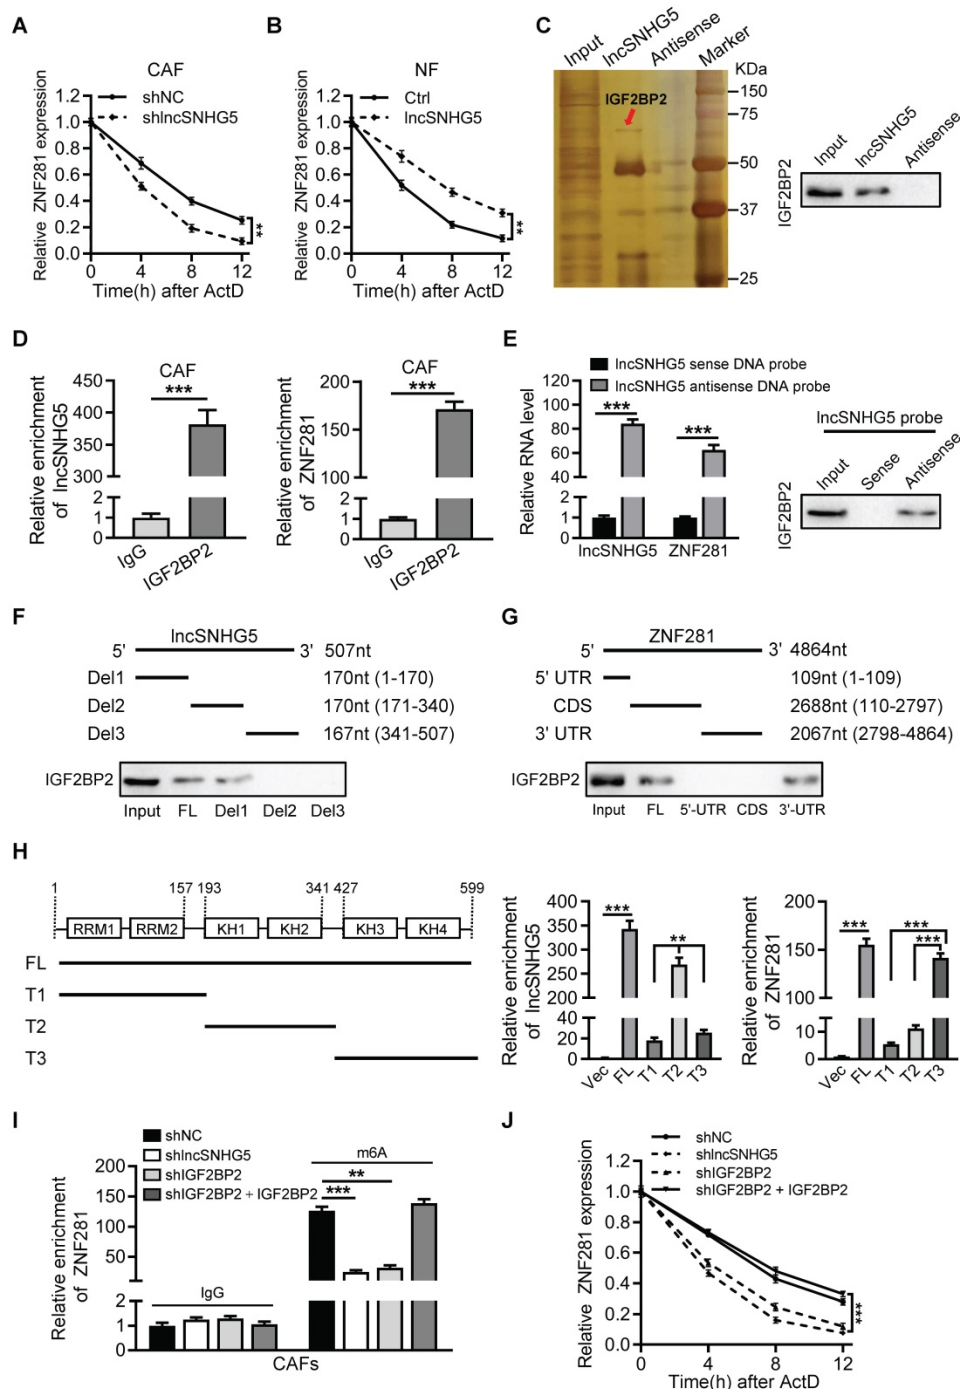 A
CAF
shNC
shlncSNHG5
Relative ZNF281 expression
1.2
1.0
0.8
0.6
0.4
0.2
0.0
**
0 4 8 12
Time(h) after ActD
B
NF
Ctrl
lncSNHG5
Relative ZNF281 expression
1.2
1.0
0.8
0.6
0.4
0.2
0.0
**
0 4 8 12
Time(h) after ActD
C
Input lncSNHG5 Antisense Marker
KDa
IGF2BP2
150
75
50
37
25
Input lncSNHG5 Antisense
IGF2BP2
D
CAF
***
Relative enrichment of lncSNHG5
450
400
350
300
2
1
0
IgG IGF2BP2
CAF
***
Relative enrichment of ZNF281
200
150
100
2
1
0
IgG IGF2BP2
E
lncSNHG5 sense DNA probe
lncSNHG5 antisense DNA probe
Relative RNA level
100
80
60
40
2
1
0
***
***
lncSNHG5 ZNF281
lncSNHG5 probe
Input Sense Antisense
IGF2BP2
F
lncSNHG5
5' 3' 507nt
Del1 170nt (1-170)
Del2 170nt (171-340)
Del3 167nt (341-507)
IGF2BP2
Input FL Del1 Del2 Del3
G
ZNF281
5' 3' 4864nt
5' UTR 109nt (1-109)
CDS 2688nt (110-2797)
3' UTR 2067nt (2798-4864)
IGF2BP2
Input FL 5'-UTR CDS 3'-UTR
H
1 157 193 341 427 599
RRM1 RRM2 KH1 KH2 KH3 KH4
FL
T1
T2
T3
Relative enrichment of lncSNHG5
400
350
300
250
200
40
20
0
***
**
Vec FL T1 T2 T3
Relative enrichment of ZNF281
200
150
100
20
10
0
***
***
***
Vec FL T1 T2 T3
I
shNC
shlncSNHG5
shIGF2BP2
shIGF2BP2 + IGF2BP2
m6A
**
***
Relative enrichment of ZNF281
200
150
100
50
2
1
0
IgG
CAFs
J
shNC
shlncSNHG5
shIGF2BP2
shIGF2BP2 + IGF2BP2
Relative ZNF281 expression
1.2
1.0
0.8
0.6
0.4
0.2
0.0
***
0 4 8 12
Time(h) after ActD